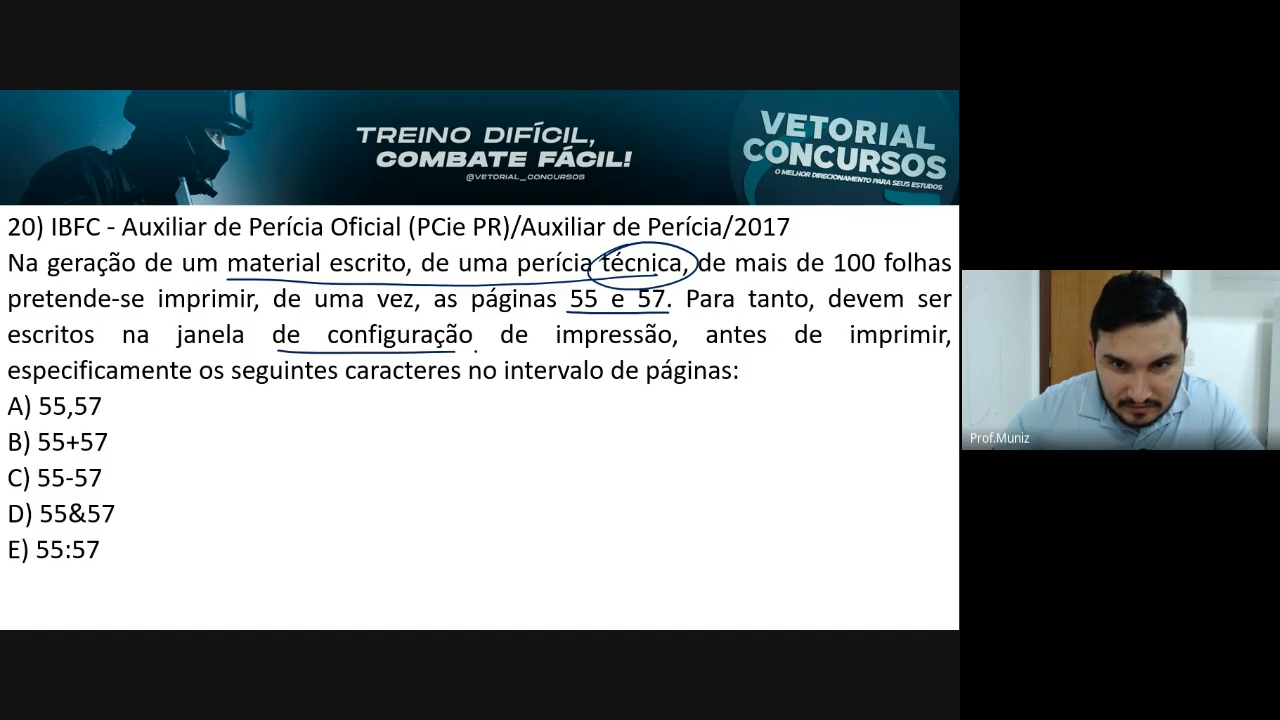 TREINO DIFÍCIL,
COMBATE FÁCIL!
@VETORIAL_CONCURSOS
VETORIAL
CONCURSOS
O MELHOR DIRECIONAMENTO PARA SEUS ESTUDOS
20) IBFC - Auxiliar de Perícia Oficial (PCie PR)/Auxiliar de Perícia/2017
Na geração de um material escrito, de uma perícia técnica, de mais de 100 folhas
pretende-se imprimir, de uma vez, as páginas 55 e 57. Para tanto, devem ser
escritos na janela de configuração de impressão, antes de imprimir,
especificamente os seguintes caracteres no intervalo de páginas:
A) 55,57
B) 55+57
C) 55-57
D) 55&57
E) 55:57
Prof.Muniz